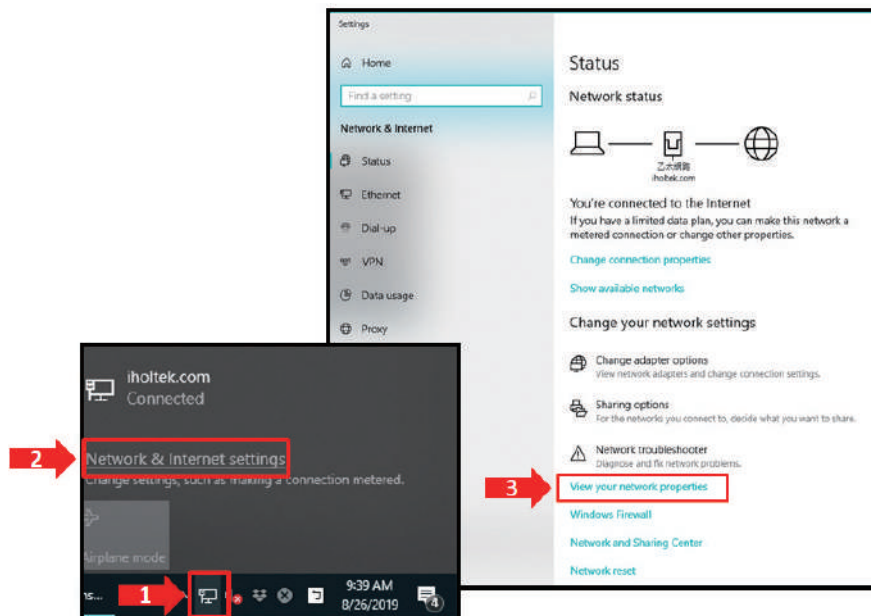 Settings
Home
Find a setting
Network & Internet
Status
Ethernet
Dial-up
VPN
Data usage
Proxy
Status
Network status
乙太網路
iholtek.com
You're connected to the Internet
If you have a limited data plan, you can make this network a
metered connection or change other properties.
Change connection properties
Show available networks
Change your network settings
Change adapter options
View network adapters and change connection settings.
Sharing options
For the networks you connect to, decide what you want to share.
Network troubleshooter
Diagnose and fix network problems.
3
View your network properties
Windows Firewall
Network and Sharing Center
Network reset
iholtek.com
Connected
2
Network & Internet settings
Change settings, such as making a connection metered.
Airplane mode
1
9:39 AM
8/26/2019
4